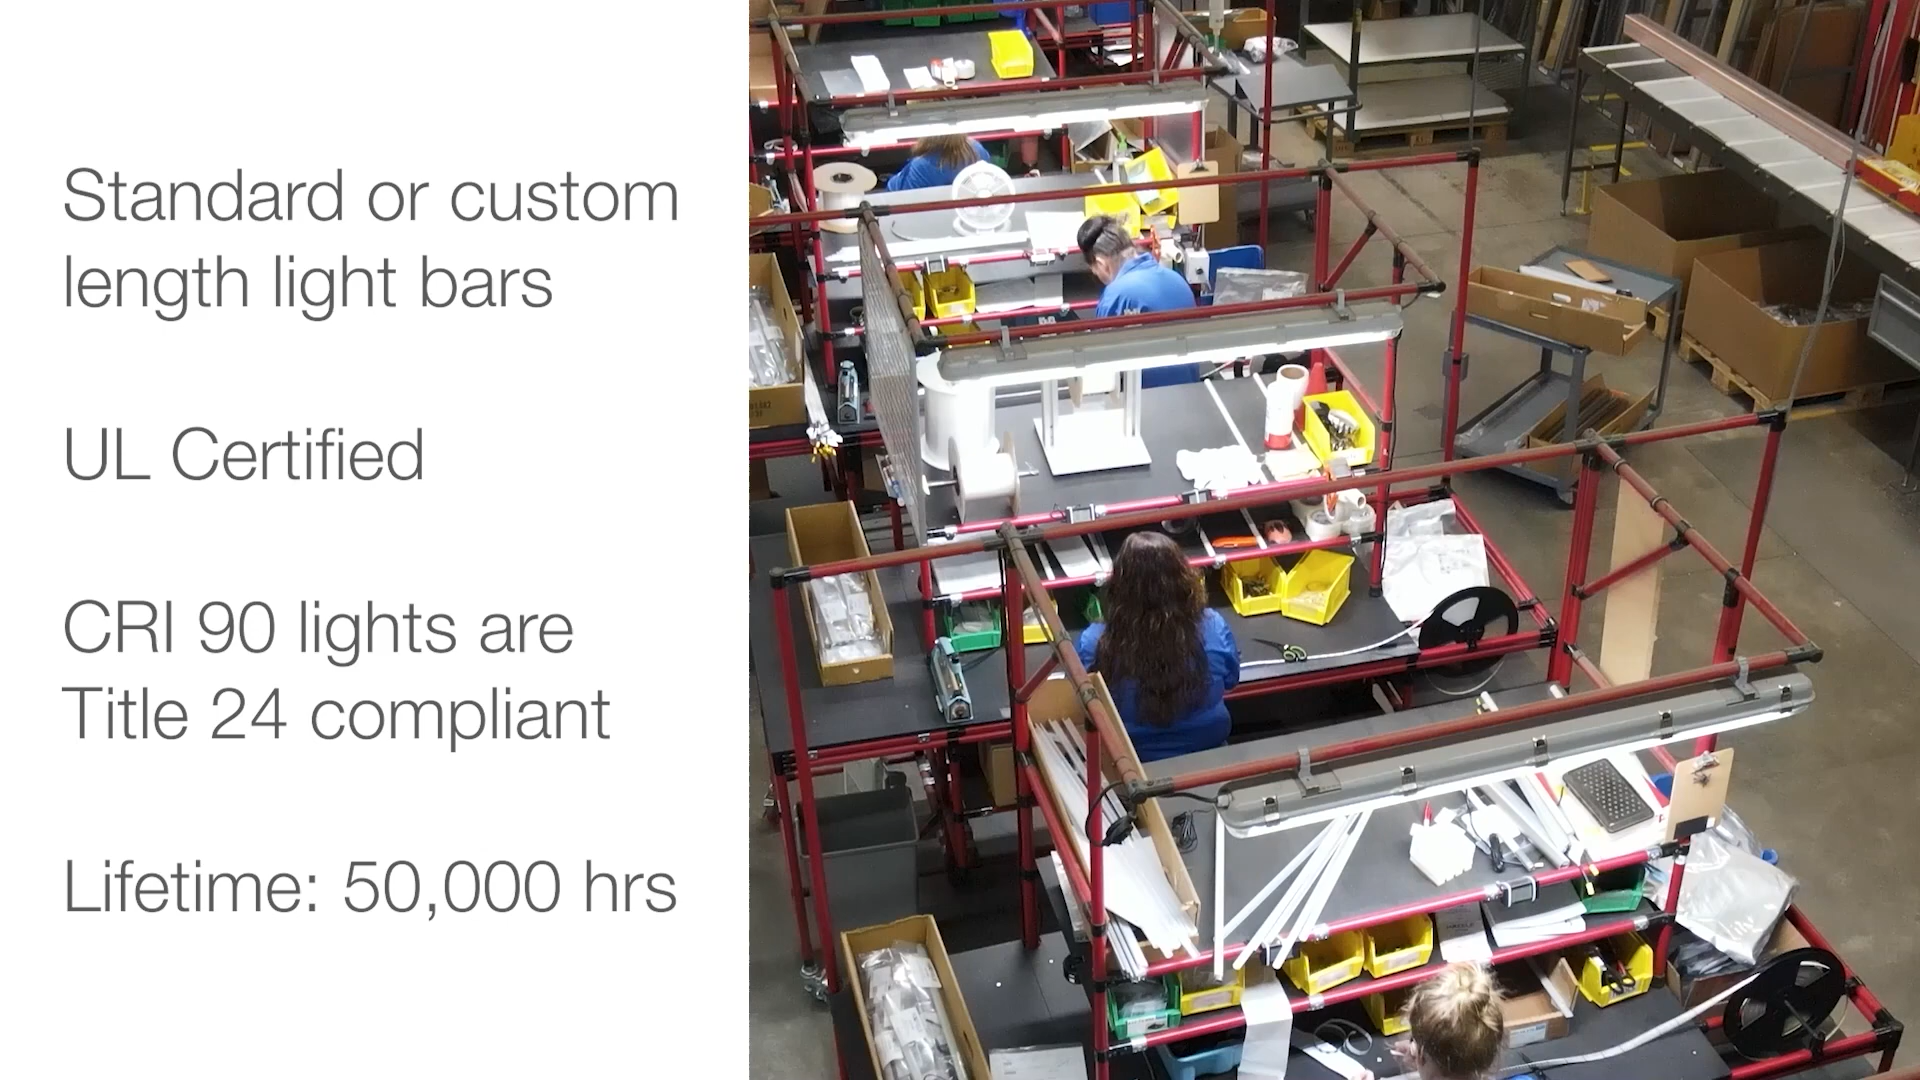 Standard or custom
length light bars
UL Certified
CRI 90 lights are
Title 24 compliant
Lifetime: 50,000 hrs